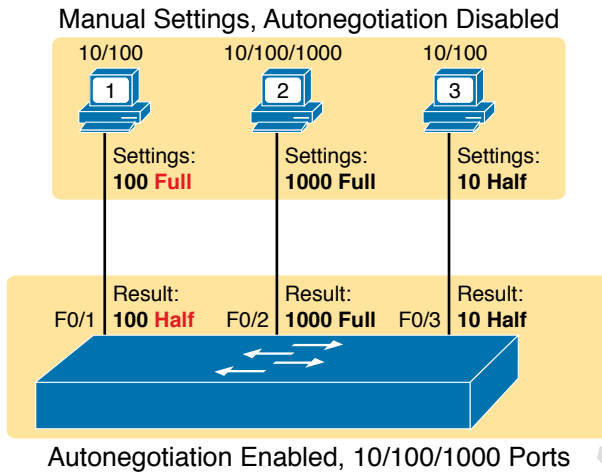 Manual Settings, Autonegotiation Disabled
10/100 10/100/1000 10/100
1 2 3
Settings: Settings: Settings:
100 Full 1000 Full 10 Half
Result: Result: Result:
F0/1 100 Half F0/2 1000 Full F0/3 10 Half
Autonegotiation Enabled, 10/100/1000 Ports